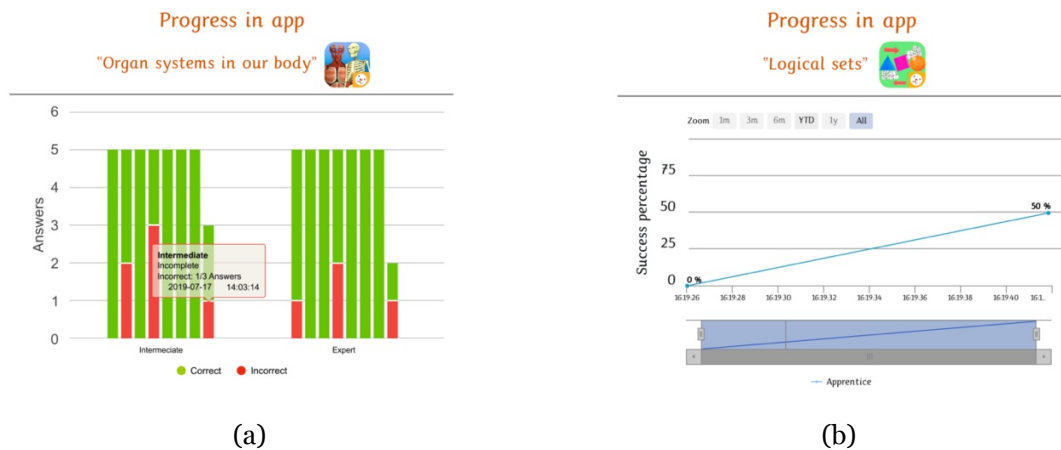 Progress in app
"Organ systems in our body"
6
5
4
3
2
1
0
Answers
Intermediate
Incomplete
Incorrect: 1/3 Answers
2019-07-17 14:03:14
Intermeciate
Expert
Correct
Incorrect
(a)
Progress in app
"Logical sets"
Zoom 1m 3m 6m YTD 1y All
Success percentage
75
50
25
0
0 %
50 %
16:19:26 16:19:28 16:19:30 16:19:32 16:19:34 16:19:36 16:19:38 16:19:40 16:1...
Apprentice
(b)